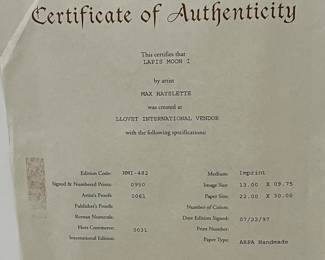 Certificate of Authenticity
This certifies that
LAPIS MOON I
by artist
MAX HAYSLETTE
was created at
LLOVET INTERNATIONAL VENDOR
with the following specifications:
Edition Code: HMI-482 Medium: Imprint
Signed & Numbered Prints: 0950 Image Size: 13.00 X 09.75
Artist's Proofs: 0061 Paper Size: 22.00 X 30.00
Publisher's Proofs: Number of Colors:
Roman Numerals: Date Edition Signed: 07/22/97
Hors Commerce: 0031 Print Number:
International Edition: Paper Type: ARPA Handmade